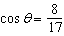 cos θ = 8/17